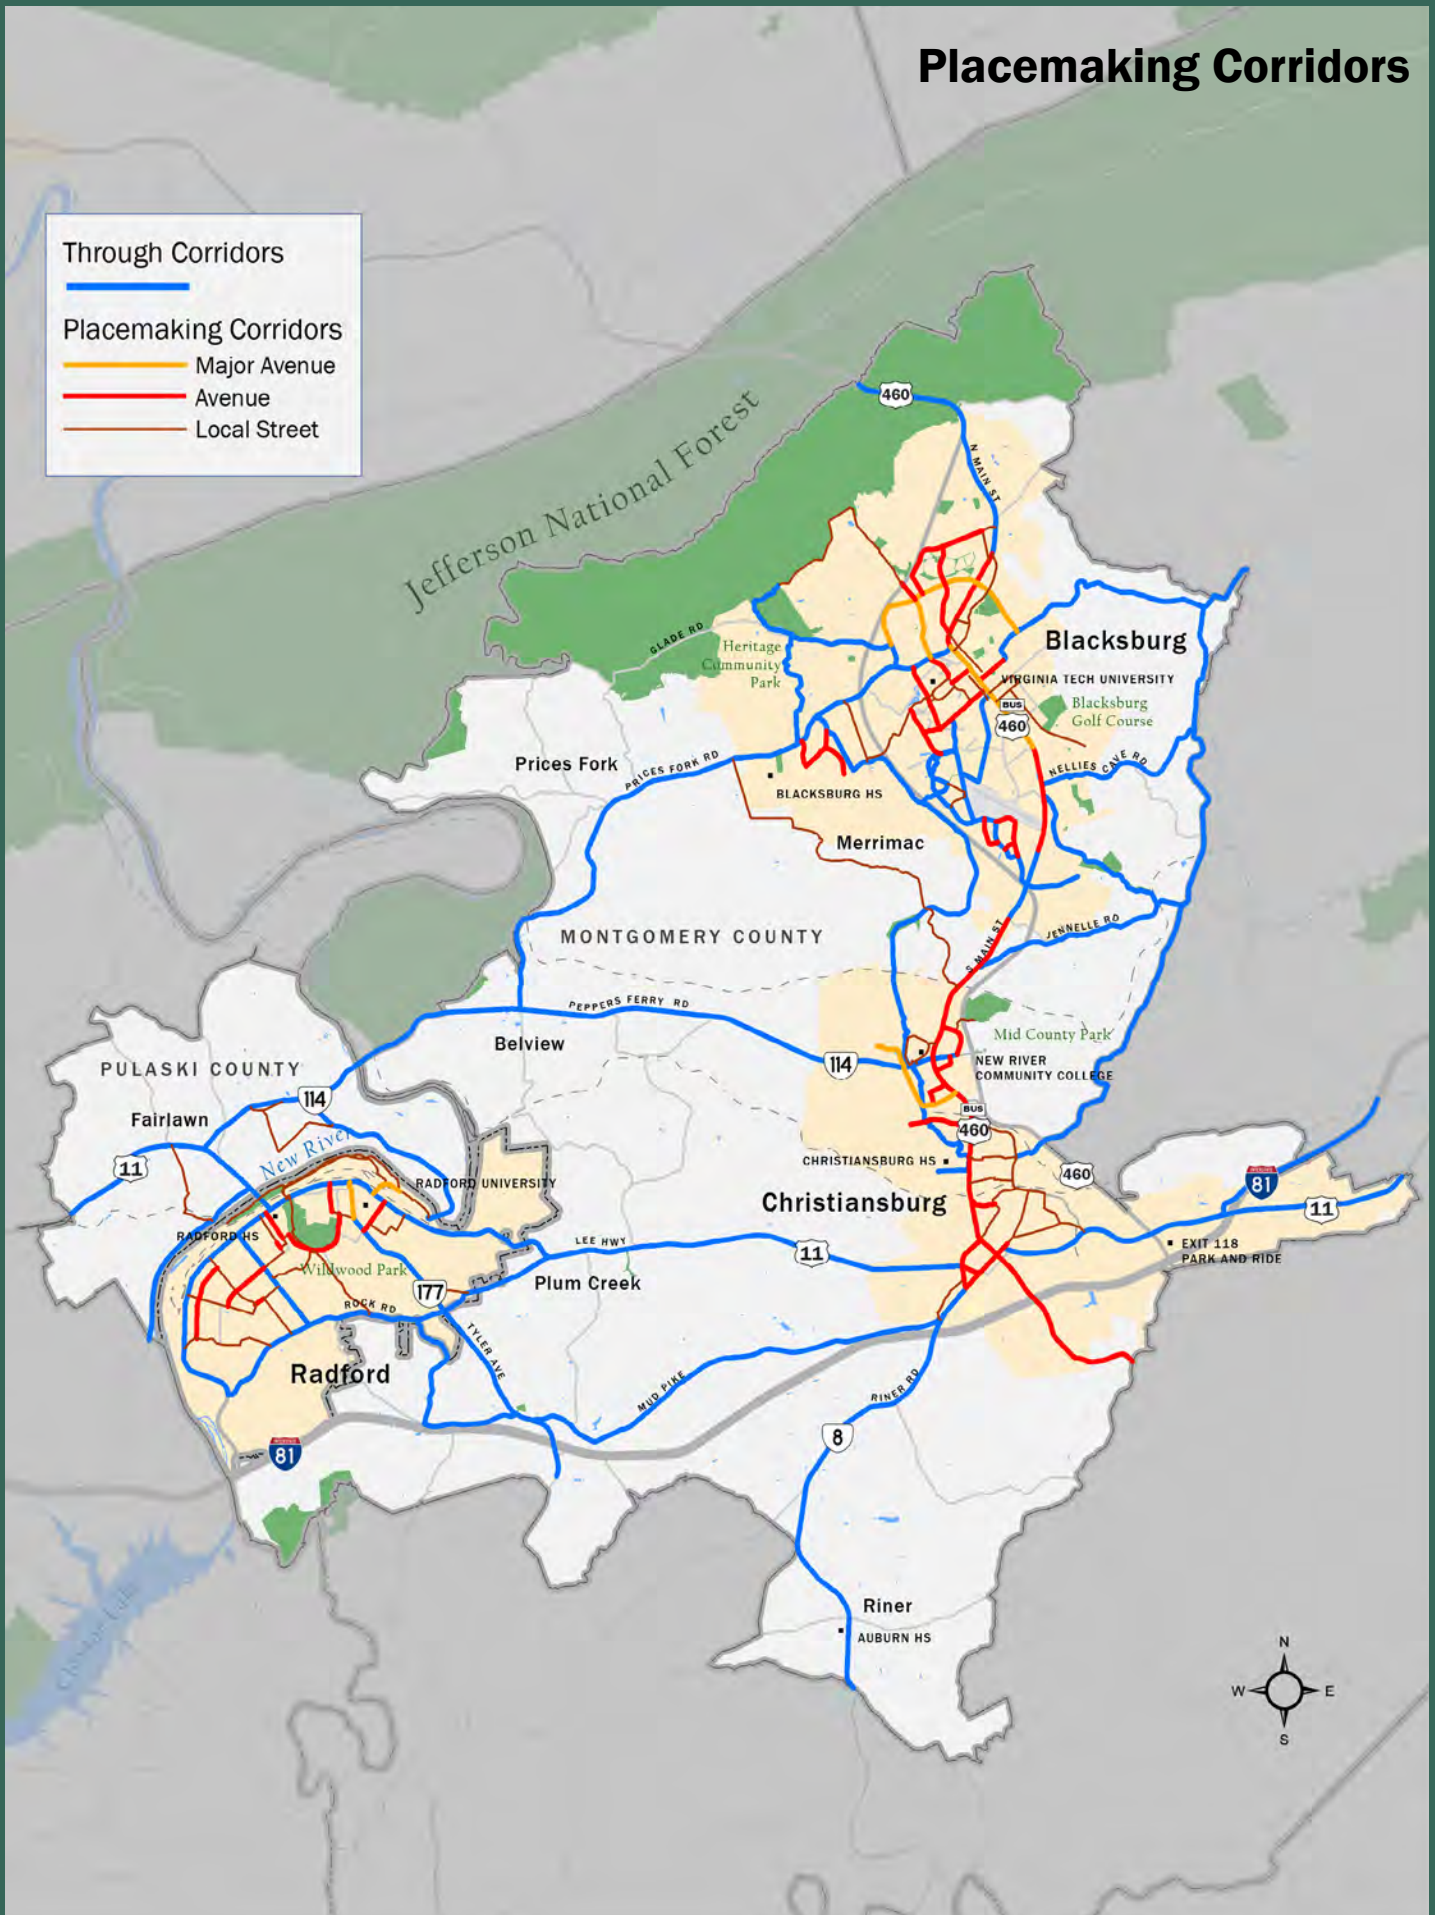 Placemaking Corridors
Through Corridors
Placemaking Corridors
Major Avenue
Avenue
Local Street
Jefferson National Forest
460
N MAIN ST
GLADE RD
Heritage
Community
Park
Blacksburg
VIRGINIA TECH UNIVERSITY
BUS
460
Blacksburg
Golf Course
Prices Fork
PRICES FORK RD
NELLIES CAVE RD
BLACKSBURG HS
Merrimac
MONTGOMERY COUNTY
S MAIN ST
JENNELLE RD
PEPPERS FERRY RD
Belview
114
Mid County Park
NEW RIVER
COMMUNITY COLLEGE
PULASKI COUNTY
114
Fairlawn
New River
11
BUS
460
CHRISTIANSBURG HS
460
RADFORD UNIVERSITY
81
Christiansburg
11
RADFORD HS
LEE HWY
11
EXIT 118
PARK AND RIDE
Wildwood Park
Plum Creek
177
ROCK RD
TYLER AVE
Radford
MUD PIKE
RINER RD
8
INTERSTATE
81
Riner
AUBURN HS
N
W
E
S